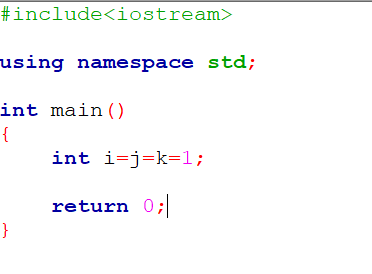 #include<iostream>
using namespace std;
int main()
{
    int i=j=k=1;
    return 0;
}